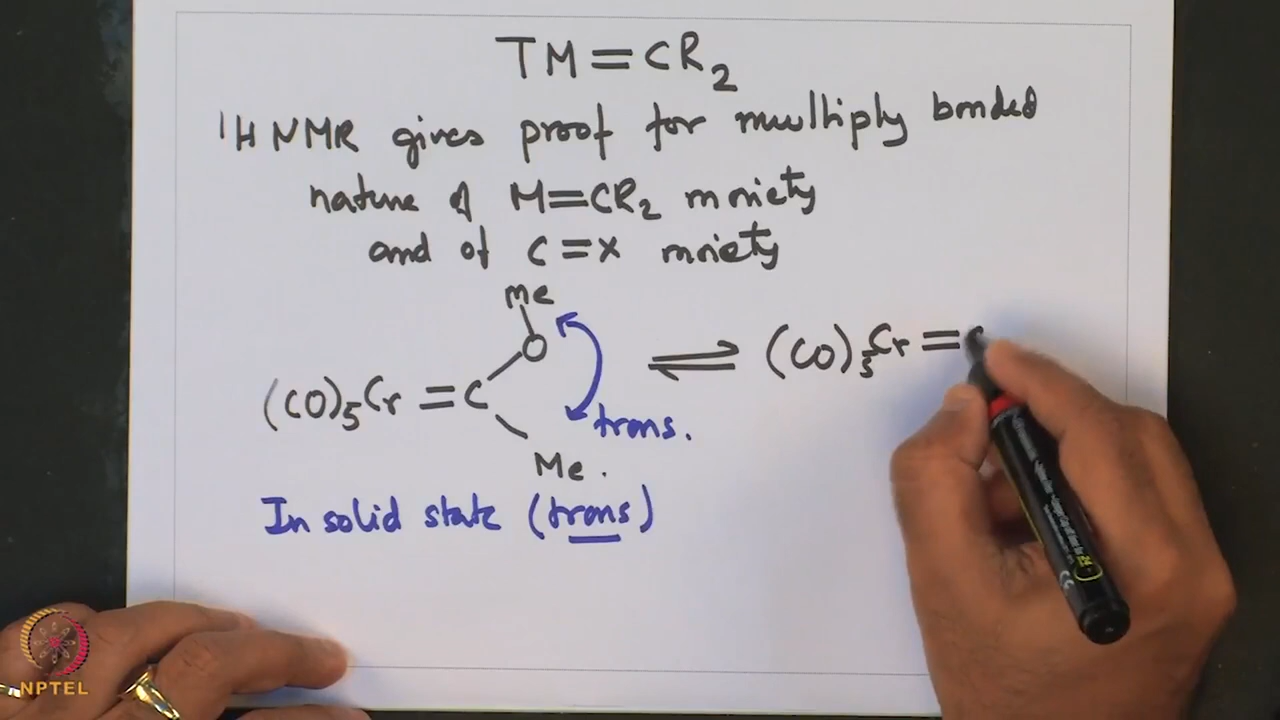 TM=CR₂
¹H NMR gives proof for multiply bonded
nature of M=CR₂ moiety
and of C=X moiety
Me
O
(CO)₅Cr=C
trans.
Me.
⇌ (CO)₅Cr=C
In solid state (trans)
NPTEL